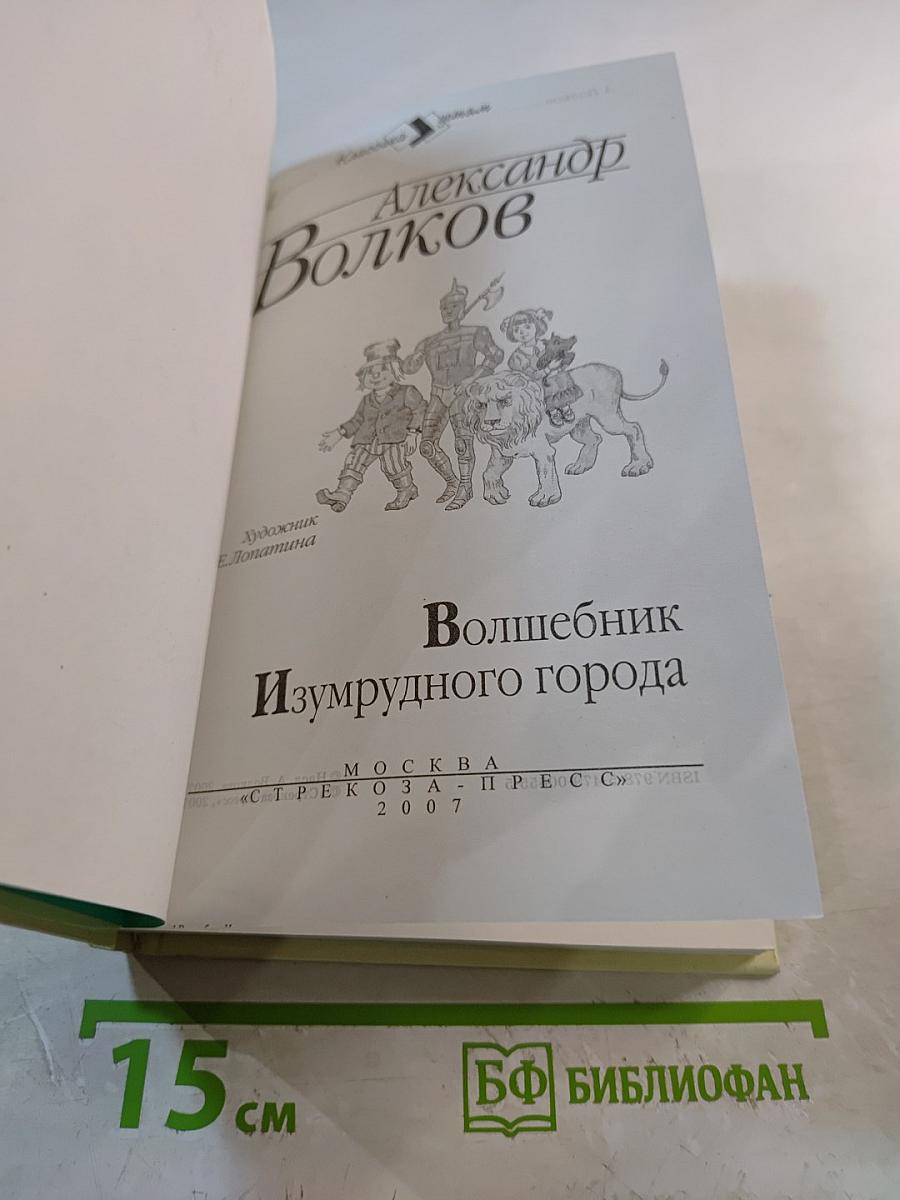 Александр
Волков
Художник
Е.Лопатина
Волшебник
Изумрудного города
МОСКВА
«СТРЕКОЗА-ПРЕСС»
2007
15 см
БФ БИБЛИОФАН